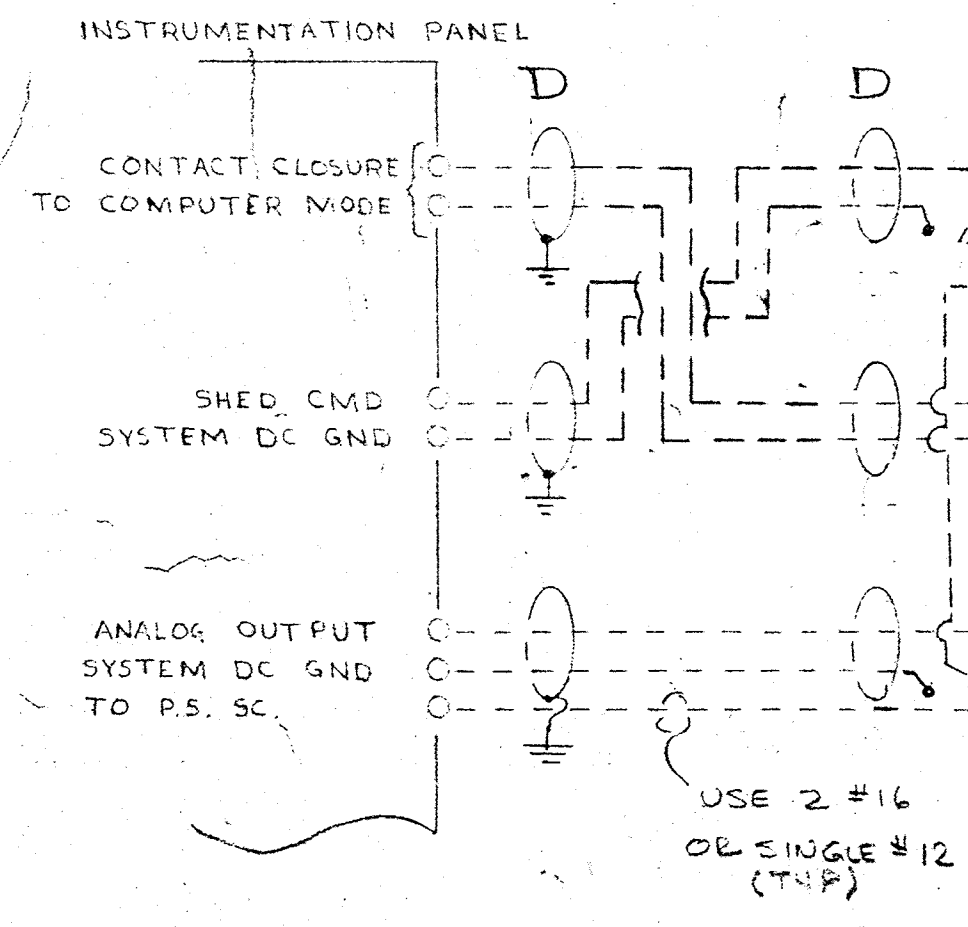 INSTRUMENTATION PANEL
D D
CONTACT CLOSURE
TO COMPUTER MODE
SHED CMD
SYSTEM DC GND
ANALOG OUTPUT
SYSTEM DC GND
TO P.S. SC.
USE 2 #16
OR SINGLE #12
(TYP)